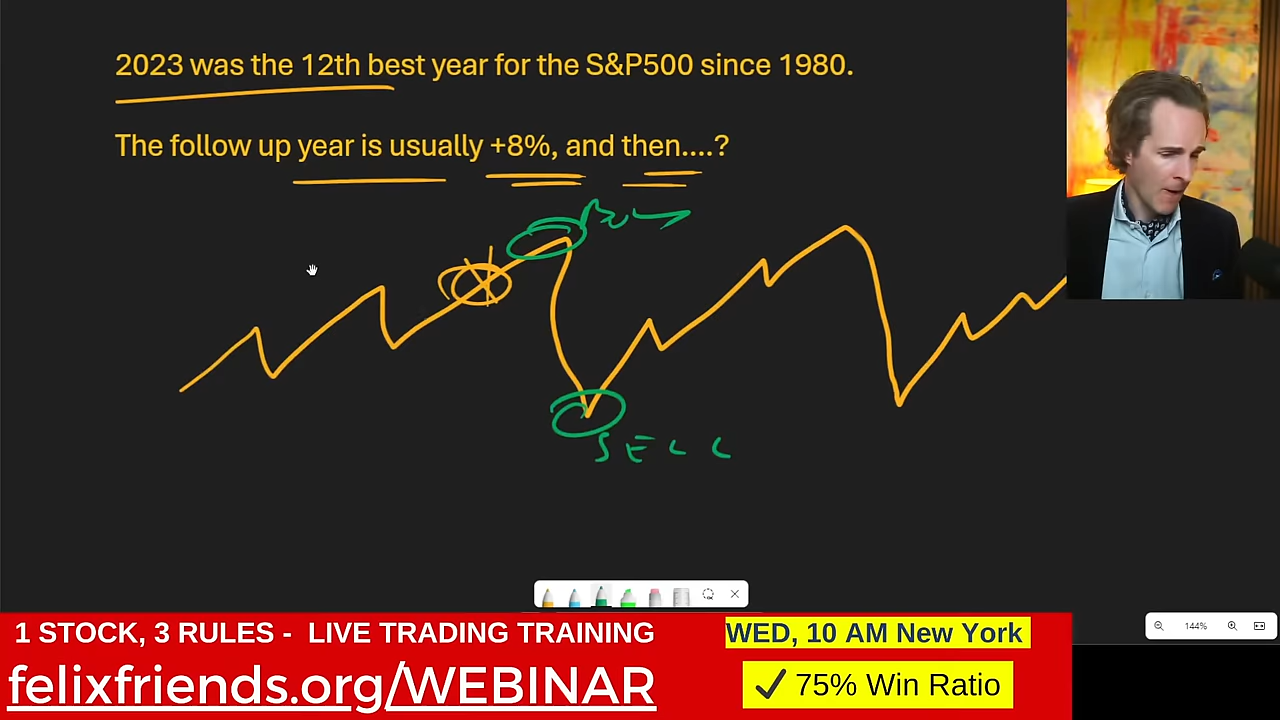 2023 was the 12th best year for the S&P500 since 1980.
The follow up year is usually +8%, and then....?
SELL
144%
1 STOCK, 3 RULES - LIVE TRADING TRAINING
WED, 10 AM New York
felixfriends.org/WEBINAR
✓ 75% Win Ratio